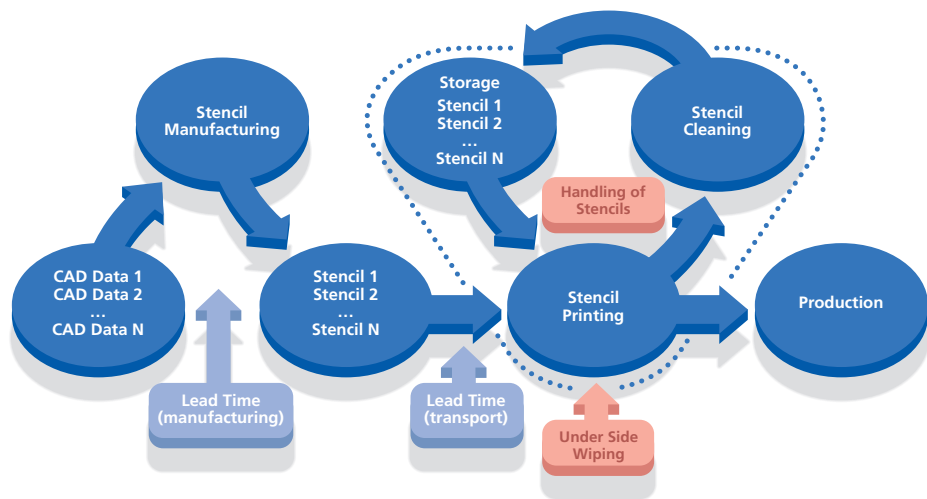 Stencil
Manufacturing
Storage
Stencil 1
Stencil 2
...
Stencil N
Stencil
Cleaning
Handling of
Stencils
CAD Data 1
CAD Data 2
...
CAD Data N
Stencil 1
Stencil 2
...
Stencil N
Stencil
Printing
Production
Lead Time
(manufacturing)
Lead Time
(transport)
Under Side
Wiping